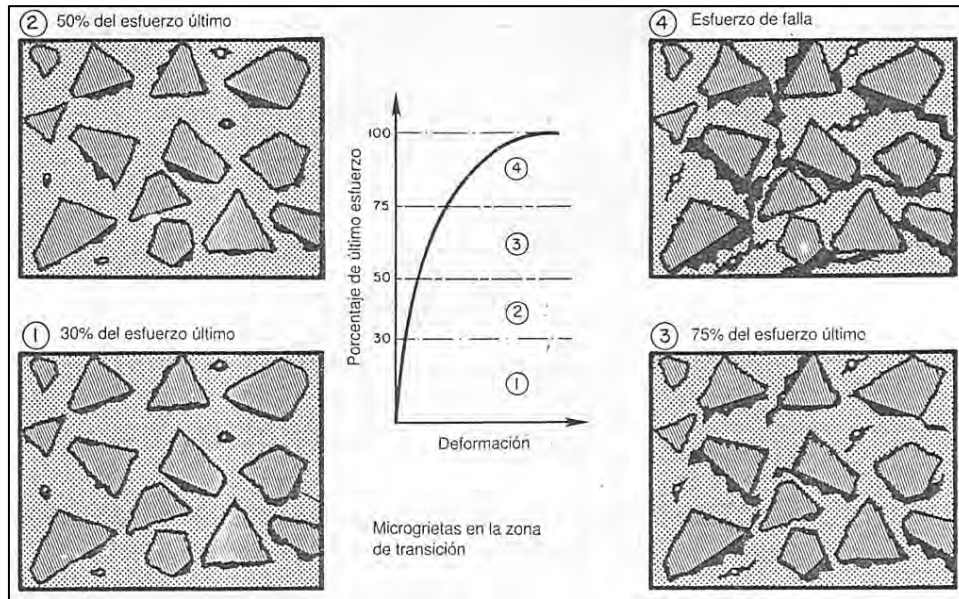 ② 50% del esfuerzo último
④ Esfuerzo de falla
Porcentaje de último esfuerzo
100
④
75
③
50
②
30
①
Deformación
① 30% del esfuerzo último
③ 75% del esfuerzo último
Microgrietas en la zona
de transición